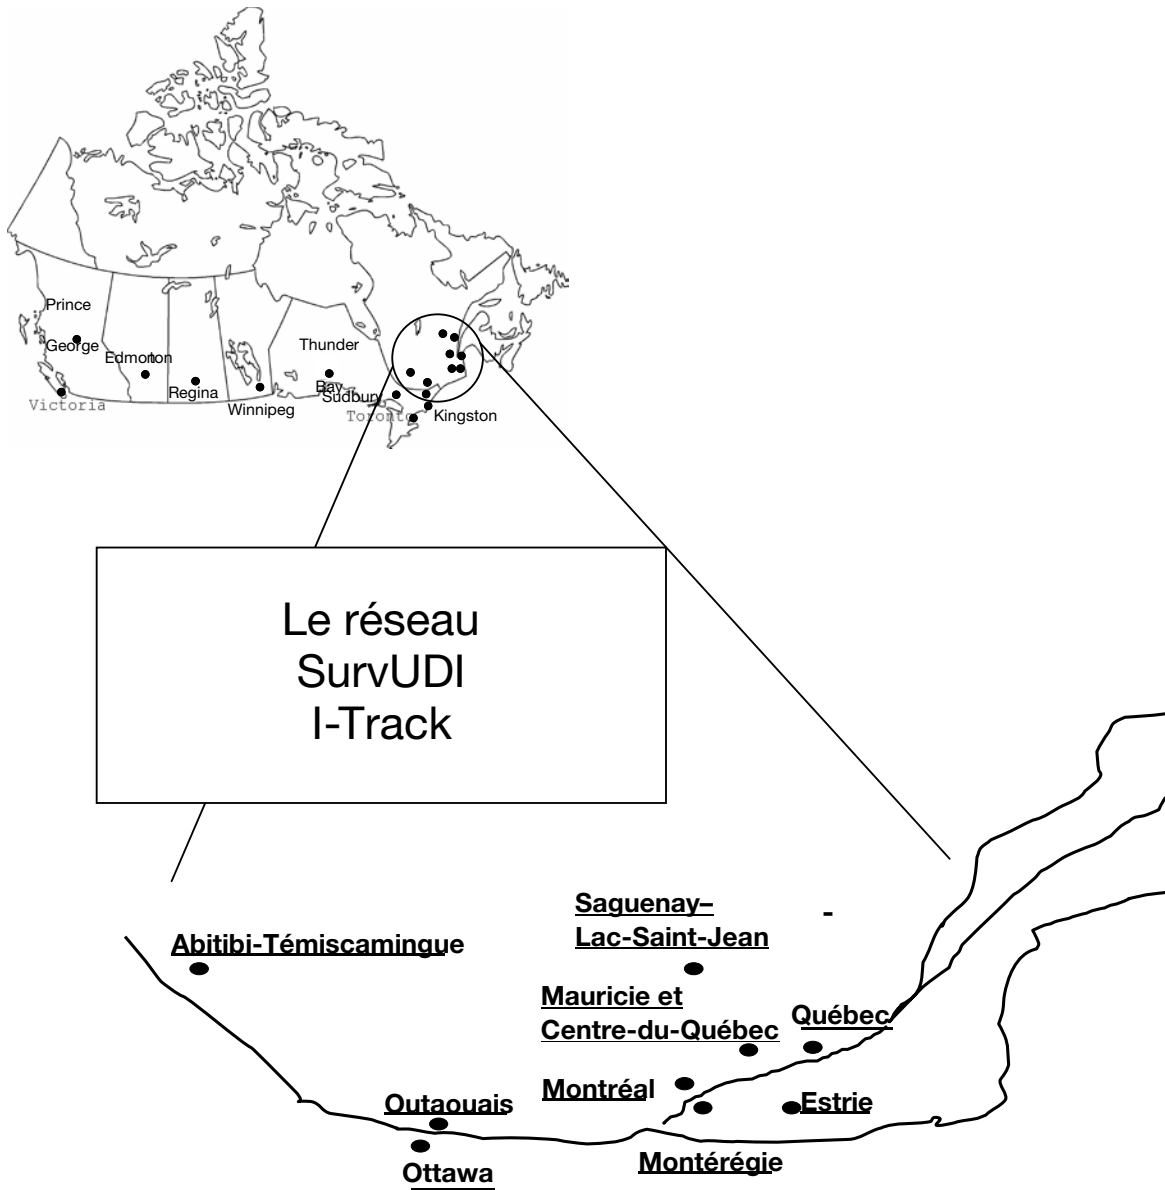 Prince
George
Edmonton
Regina
Winnipeg
Victoria
Thunder
Bay
Sudbury
Toronto
Kingston
Le réseau
SurvUDI
I-Track
Saguenay–
Lac-Saint-Jean
-
Abitibi-Témiscamingue
Mauricie et
Centre-du-Québec
Québec
Montréal
Outaouais
Estrie
Ottawa
Montérégie